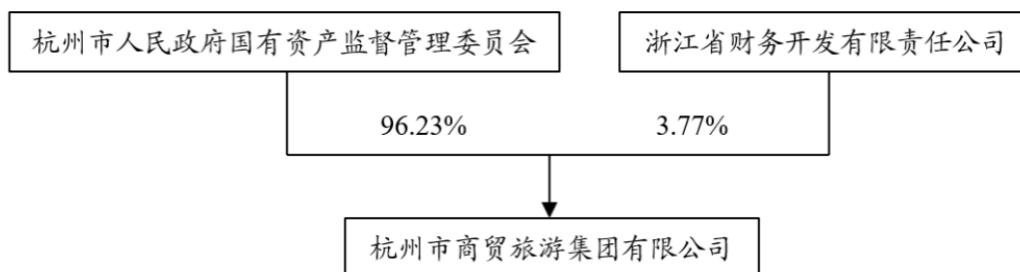 杭州市人民政府国有资产监督管理委员会
浙江省财务开发有限责任公司
96.23%
3.77%
杭州市商贸旅游集团有限公司